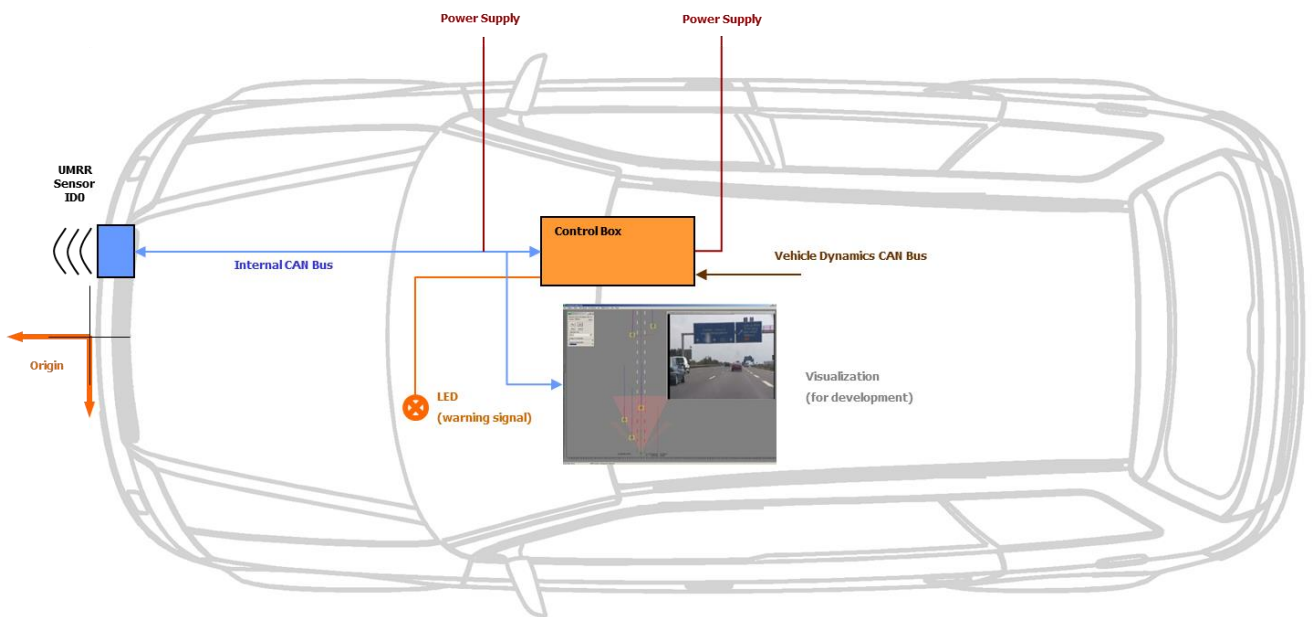 Power Supply
Power Supply
UMRR
Sensor
ID0
Control Box
Internal CAN Bus
Vehicle Dynamics CAN Bus
Origin
LED
(warning signal)
Visualization
(for development)